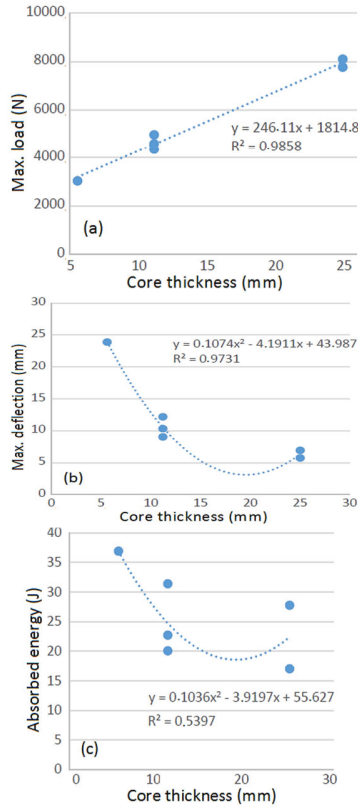 10000
8000
6000
4000
2000
0
Max. load (N)
y = 246.11x + 1814.8
R² = 0.9858
(a)
5 10 15 20 25
Core thickness (mm)
30
25
20
15
10
5
0
Max. deflection (mm)
y = 0.1074x² - 4.1911x + 43.987
R² = 0.9731
(b)
0 5 10 15 20 25 30
Core thickness (mm)
40
35
30
25
20
15
10
5
0
Absorbed energy (J)
y = 0.1036x² - 3.9197x + 55.627
R² = 0.5397
(c)
0 10 20 30
Core thickness (mm)